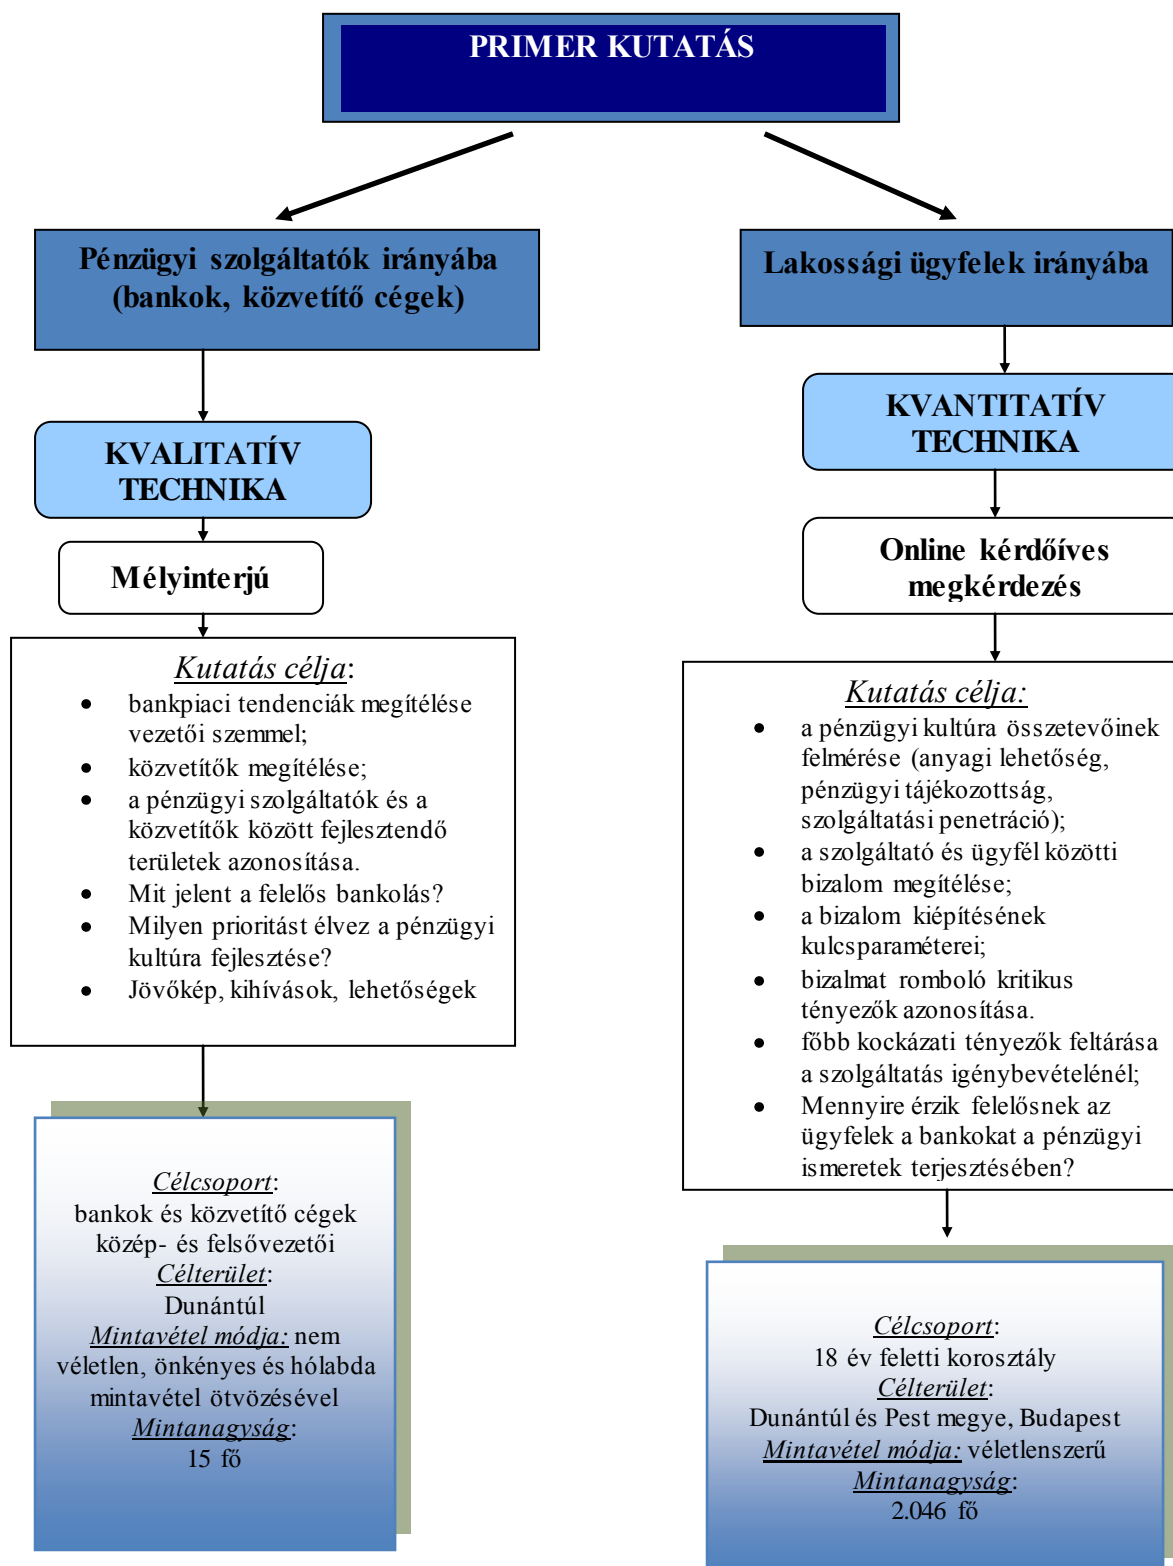 PRIMER KUTATÁS
Pénzügyi szolgáltatók irányába
(bankok, közvetítő cégek)
KVALITATÍV
TECHNIKA
Mélyinterjú
Kutatás célja:
• bankpiaci tendenciák megítélése
vezetői szemmel;
• közvetítők megítélése;
• a pénzügyi szolgáltatók és a
közvetítők között fejlesztendő
területek azonosítása.
• Mit jelent a felelős bankolás?
• Milyen prioritást élvez a pénzügyi
kultúra fejlesztése?
• Jövőkép, kihívások, lehetőségek
Célcsoport:
bankok és közvetítő cégek
közép- és felsővezetői
Célterület:
Dunántúl
Mintavétel módja: nem
véletlen, önkényes és hólabda
mintavétel ötvözésével
Mintanagyság:
15 fő
Lakossági ügyfelek irányába
KVANTITATÍV
TECHNIKA
Online kérdőíves
megkérdezés
Kutatás célja:
• a pénzügyi kultúra összetevőinek
felmérése (anyagi lehetőség,
pénzügyi tájékozottság,
szolgáltatási penetráció);
• a szolgáltató és ügyfél közötti
bizalom megítélése;
• a bizalom kiépítésének
kulcsparaméterei;
• bizalmat romboló kritikus
tényezők azonosítása.
• főbb kockázati tényezők feltárása
a szolgáltatás igénybevételénél;
• Mennyire érzik felelősnek az
ügyfelek a bankokat a pénzügyi
ismeretek terjesztésében?
Célcsoport:
18 év feletti korosztály
Célterület:
Dunántúl és Pest megye, Budapest
Mintavétel módja: véletlenszerű
Mintanagyság:
2.046 fő